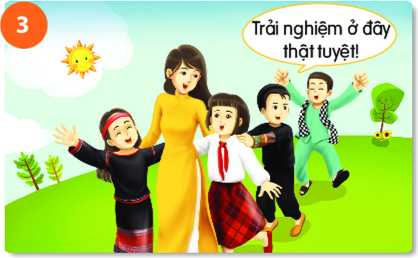 3
Trải nghiệm ở đây
thật tuyệt!